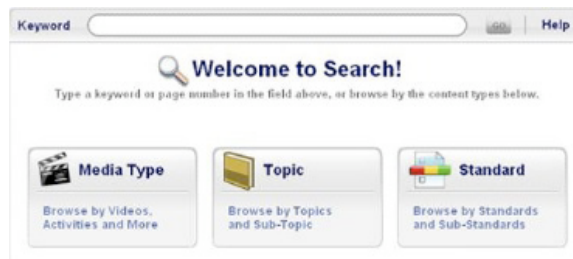 Keyword GO Help
Welcome to Search!
Type a keyword or page number in the field above, or browse by the content types below.
Media Type Topic Standard
Browse by Videos, Browse by Topics Browse by Standards
Activities and More and Sub-Topic and Sub-Standards